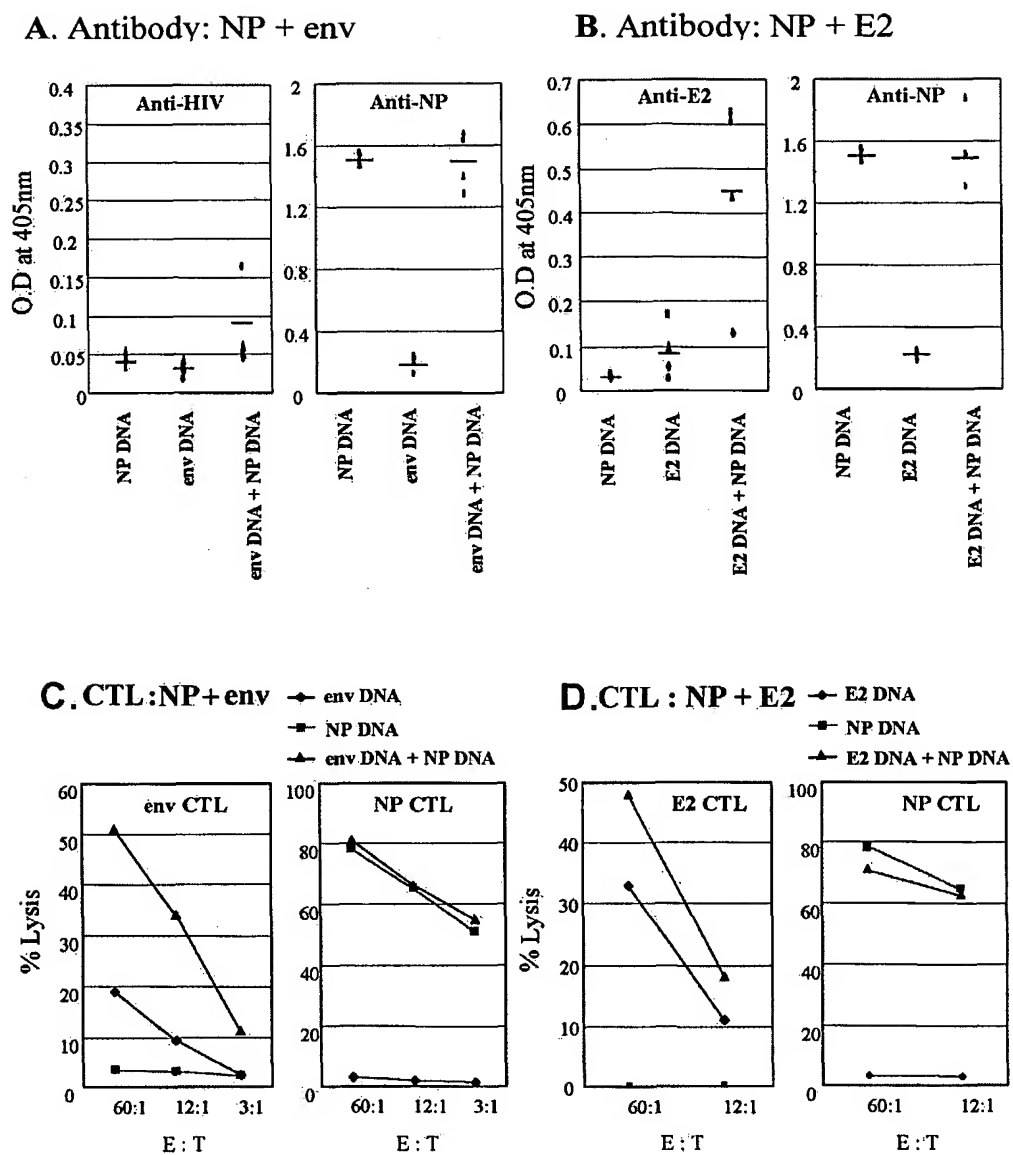 A. Antibody: NP + env
B. Antibody: NP + E2
Anti-HIV
0.4
0.35
0.3
0.25
0.2
0.15
0.1
0.05
0
O.D at 405nm
NP DNA
env DNA
env DNA + NP DNA
Anti-NP
2
1.6
1.2
0.8
0.4
0
NP DNA
env DNA
env DNA + NP DNA
Anti-E2
0.7
0.6
0.5
0.4
0.3
0.2
0.1
0
O.D at 405nm
NP DNA
E2 DNA
E2 DNA + NP DNA
Anti-NP
2
1.6
1.2
0.8
0.4
0
NP DNA
E2 DNA
E2 DNA + NP DNA
C. CTL:NP+env
env DNA
NP DNA
env DNA + NP DNA
env CTL
60
50
40
30
20
10
0
% Lysis
60:1 12:1 3:1
E : T
NP CTL
100
80
60
40
20
0
60:1 12:1 3:1
E : T
D.CTL : NP + E2
E2 DNA
NP DNA
E2 DNA + NP DNA
E2 CTL
50
40
30
20
10
0
% Lysis
60:1 12:1
E : T
NP CTL
100
80
60
40
20
0
60:1 12:1
E : T